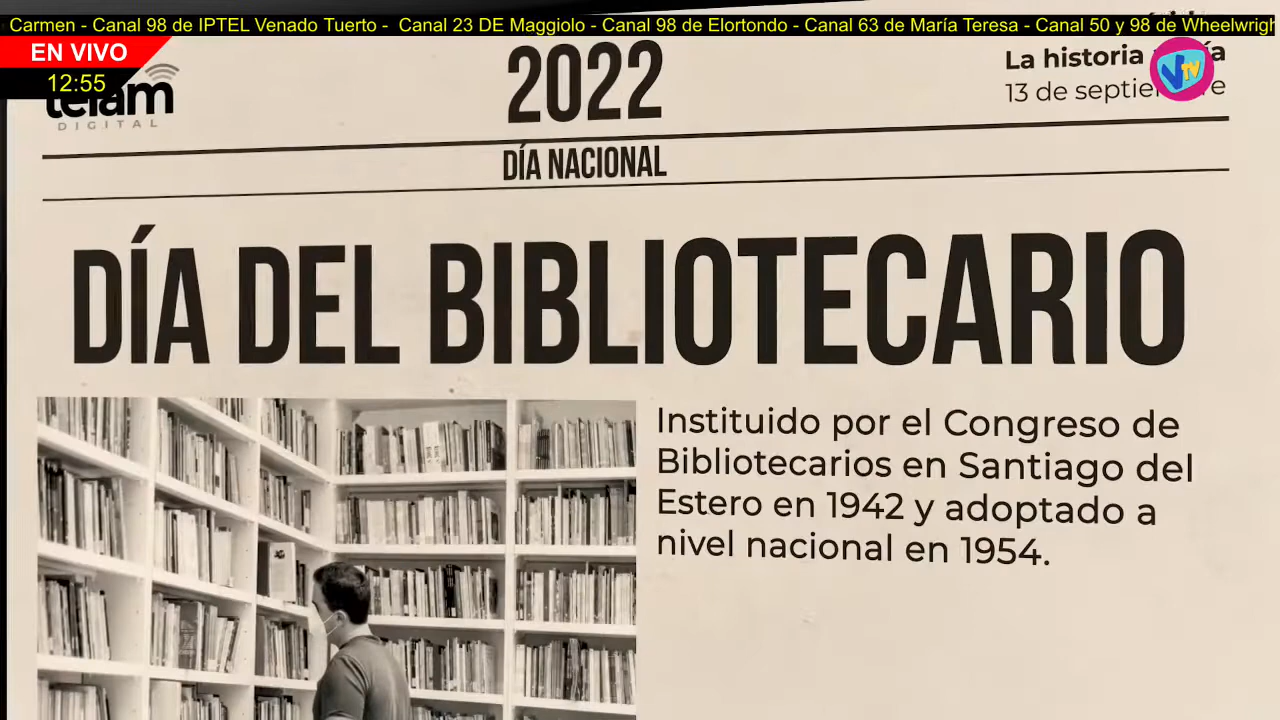 Carmen - Canal 98 de IPTEL Venado Tuerto - Canal 23 DE Maggiolo - Canal 98 de Elortondo - Canal 63 de María Teresa - Canal 50 y 98 de Wheelwrigh
EN VIVO
12:55
télam
DIGITAL
2022
La historia
13 de septie
VTV
DÍA NACIONAL
DÍA DEL BIBLIOTECARIO
Instituido por el Congreso de
Bibliotecarios en Santiago del
Estero en 1942 y adoptado a
nivel nacional en 1954.